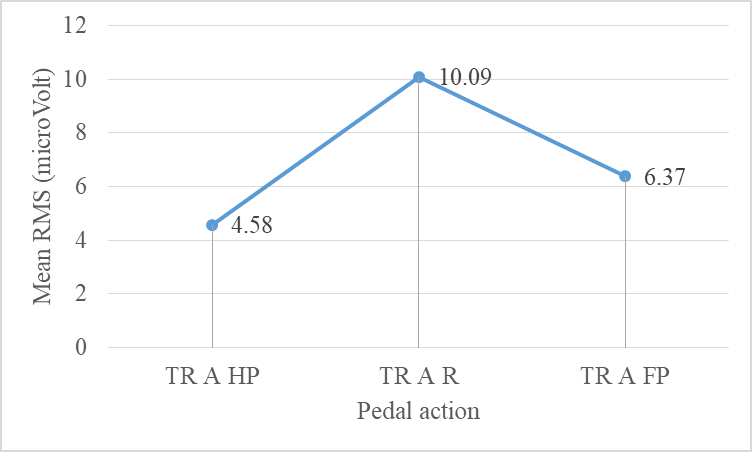 Mean RMS (microVolt)
12
10
8
6
4
2
0
4.58
10.09
6.37
TR A HP
TR A R
TR A FP
Pedal action